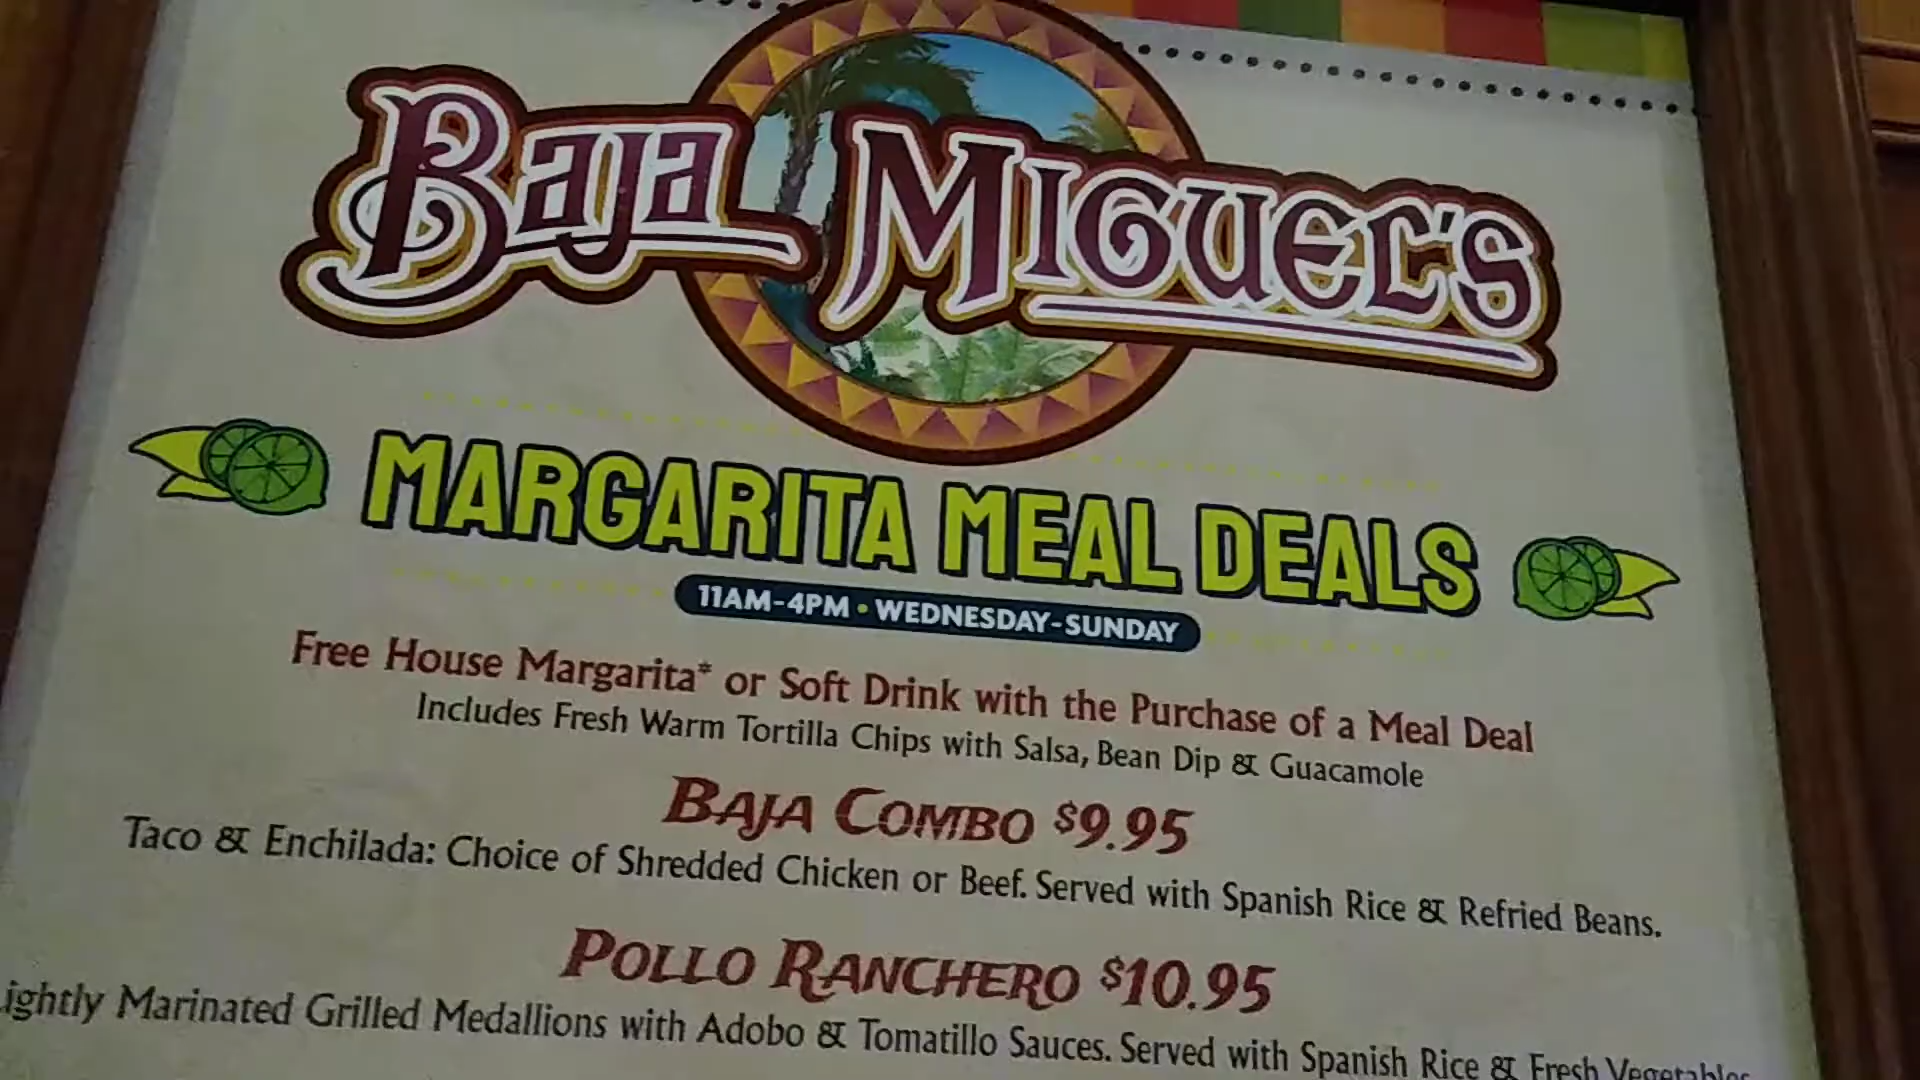 Baja Miguel's
MARGARITA MEAL DEALS
11AM-4PM • WEDNESDAY-SUNDAY
Free House Margarita* or Soft Drink with the Purchase of a Meal Deal
Includes Fresh Warm Tortilla Chips with Salsa, Bean Dip & Guacamole
BAJA COMBO $9.95
Taco & Enchilada: Choice of Shredded Chicken or Beef. Served with Spanish Rice & Refried Beans.
POLLO RANCHERO $10.95
ightly Marinated Grilled Medallions with Adobo & Tomatillo Sauces. Served with Spanish Rice & Fresh Vegetables